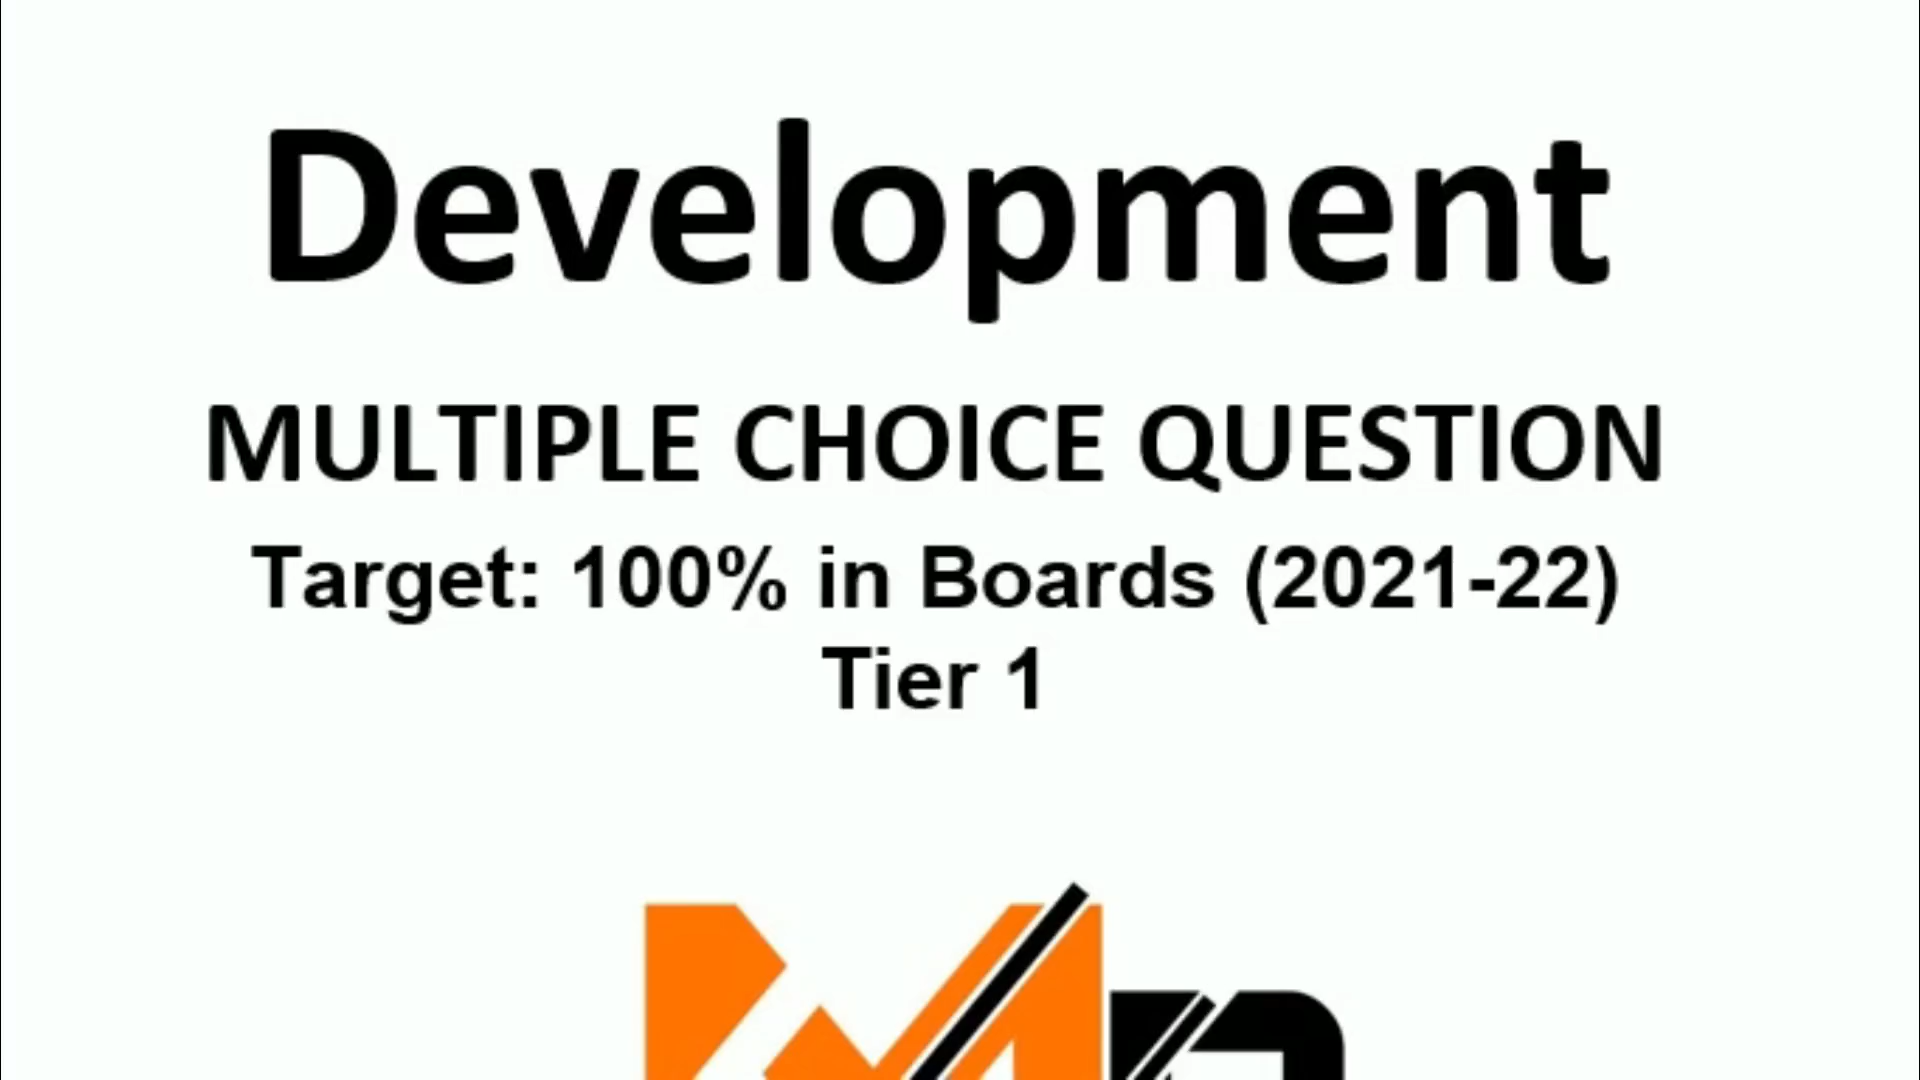 Development
MULTIPLE CHOICE QUESTION
Target: 100% in Boards (2021-22)
Tier 1